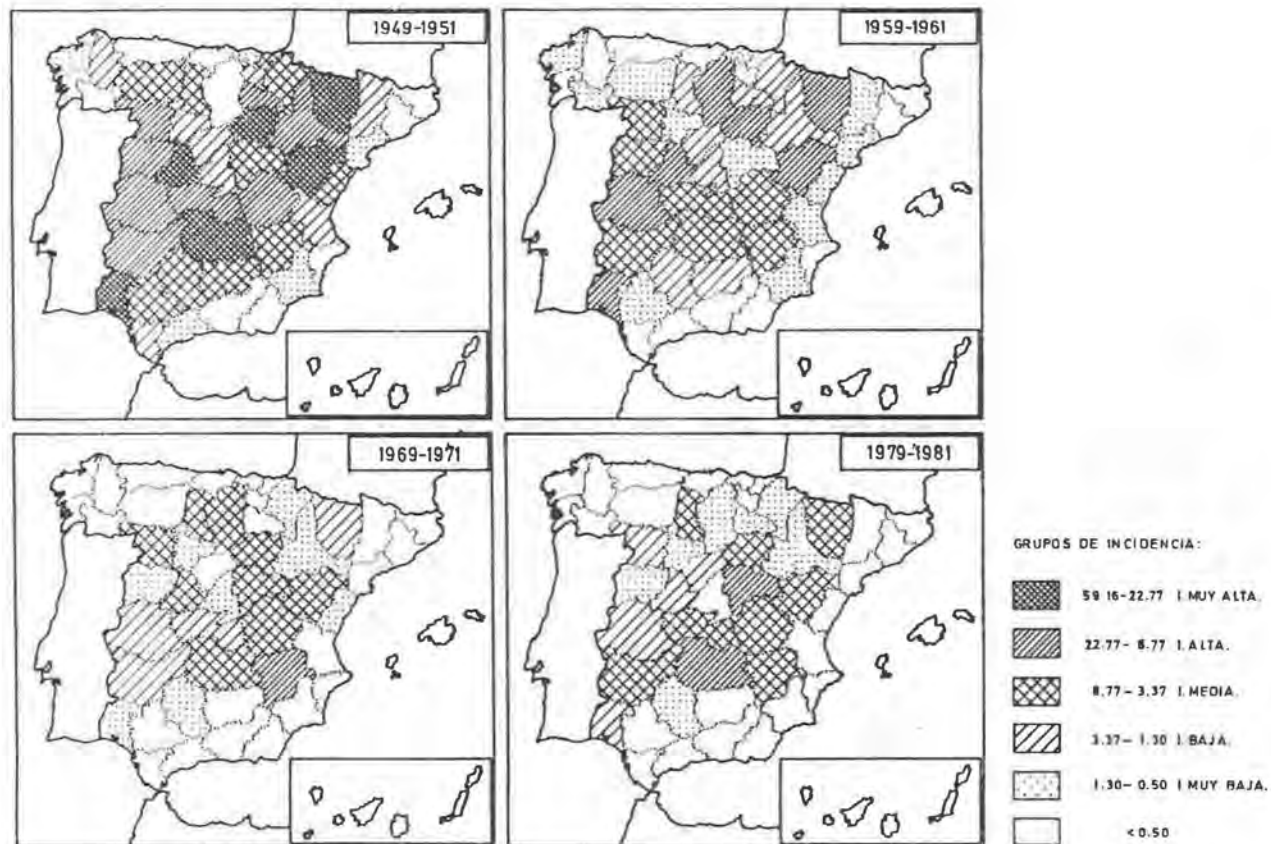 1949-1951
1959-1961
1969-1971
1979-1981
GRUPOS DE INCIDENCIA:
59.16-22.77 I. MUY ALTA.
22.77- 8.77 I. ALTA.
8.77- 3.37 I. MEDIA.
3.37- 1.30 I. BAJA.
1.30- 0.50 I. MUY BAJA.
<0.50